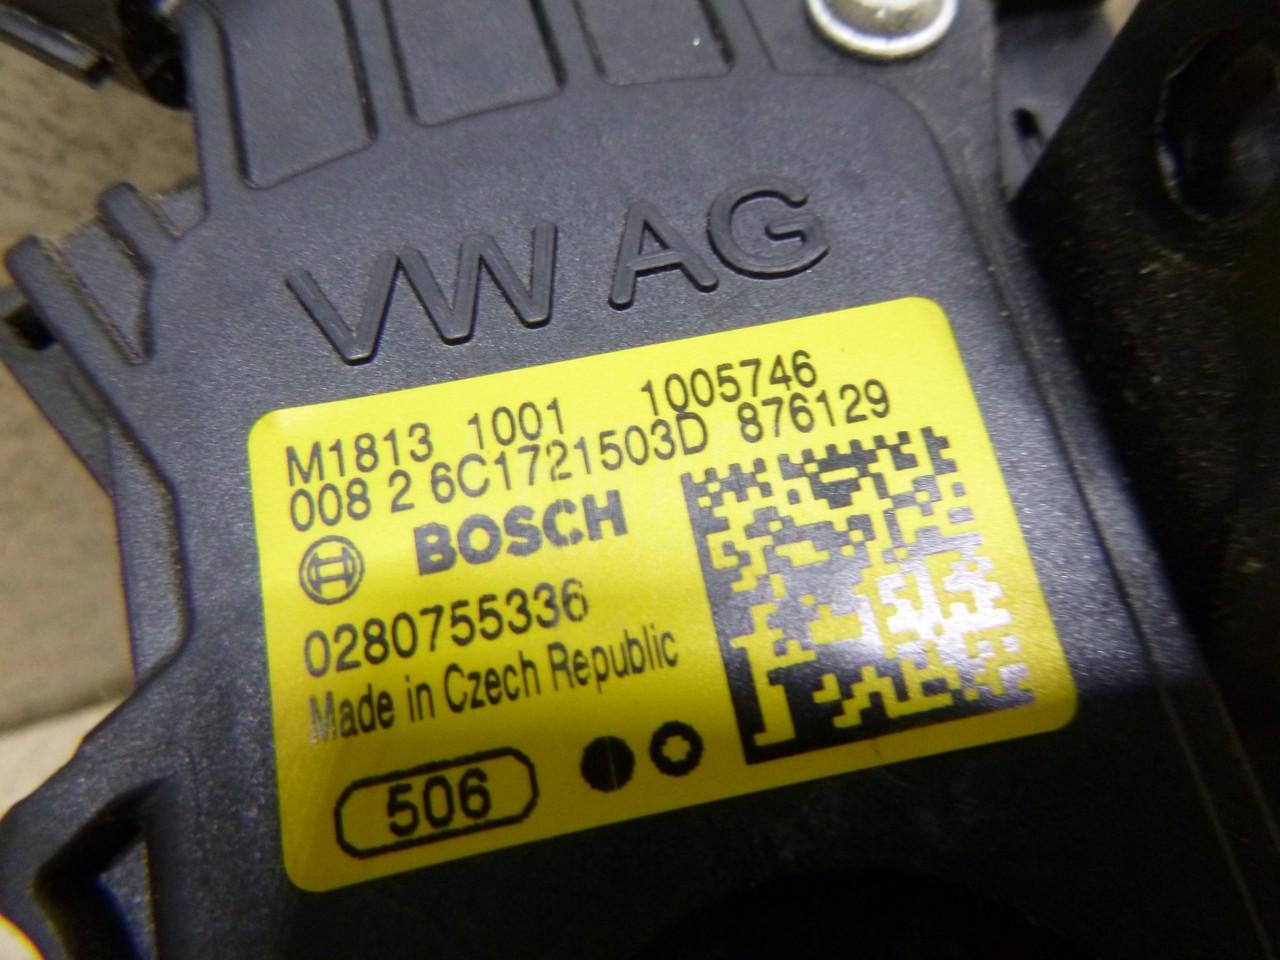 VW AG
M1813 1001 1005746
008 2 6C1721503D 876129
BOSCH
0280755336
Made in Czech Republic
506